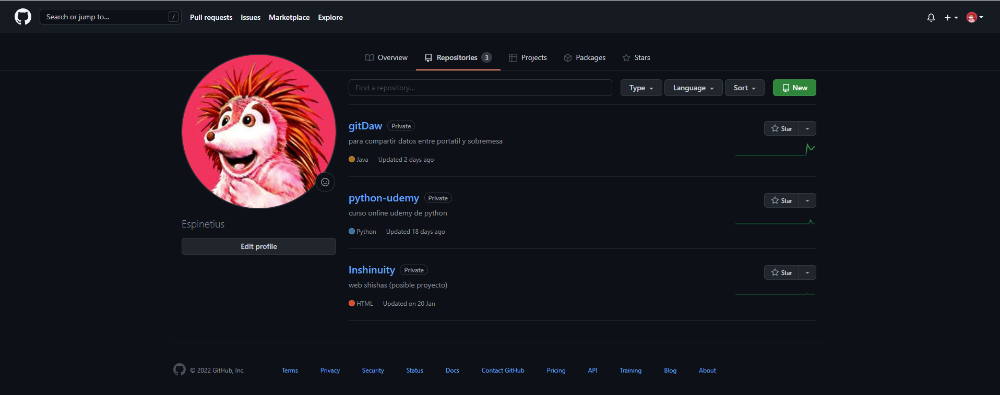 Search or jump to... /
Pull requests Issues Marketplace Explore
Overview Repositories 3 Projects Packages Stars
Find a repository... Type Language Sort New
Espinetius
Edit profile
gitDaw Private Star
para compartir datos entre portatil y sobremesa
Java Updated 2 days ago
python-udemy Private Star
curso online udemy de python
Python Updated 18 days ago
Inshinuity Private Star
web shishas (posible proyecto)
HTML Updated on 20 Jan
© 2022 GitHub, Inc. Terms Privacy Security Status Docs Contact GitHub Pricing API Training Blog About